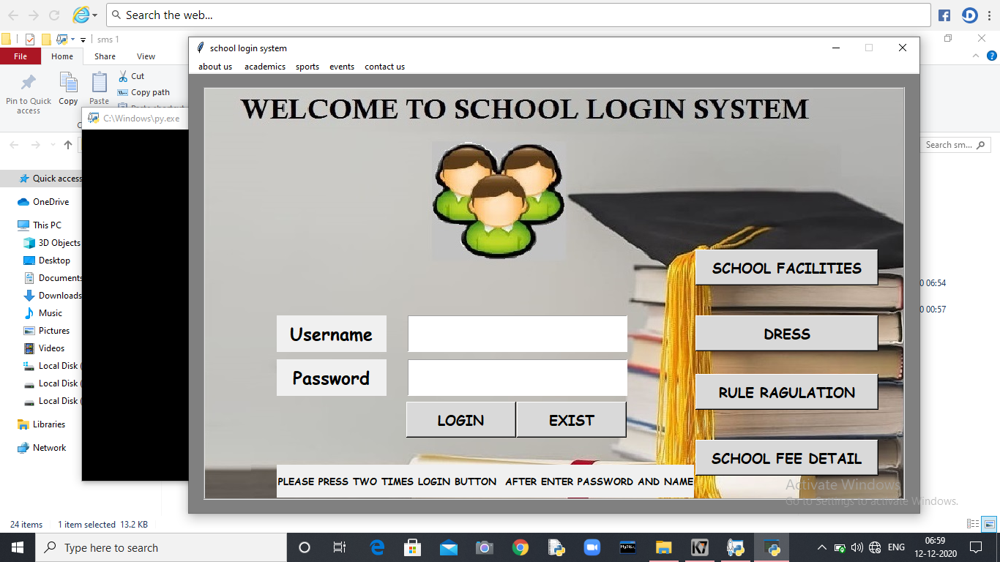 Search the web...
sms 1
File Home Share View
Pin to Quick access
Copy
Paste
Cut
Copy path
C:\Windows\py.exe
school login system
about us academics sports events contact us
WELCOME TO SCHOOL LOGIN SYSTEM
Search sm...
Quick access
OneDrive
This PC
3D Objects
Desktop
Documents
Downloads
Music
Pictures
Videos
Local Disk (
Local Disk (
Local Disk (
Libraries
Network
0 06:54
0 00:57
SCHOOL FACILITIES
Username
DRESS
Password
RULE RAGULATION
LOGIN
EXIST
SCHOOL FEE DETAIL
PLEASE PRESS TWO TIMES LOGIN BUTTON AFTER ENTER PASSWORD AND NAME
Activate Windows
Go to Settings to activate Windows.
24 items 1 item selected 13.2 KB
Type here to search
MySQL
ENG
06:59
12-12-2020